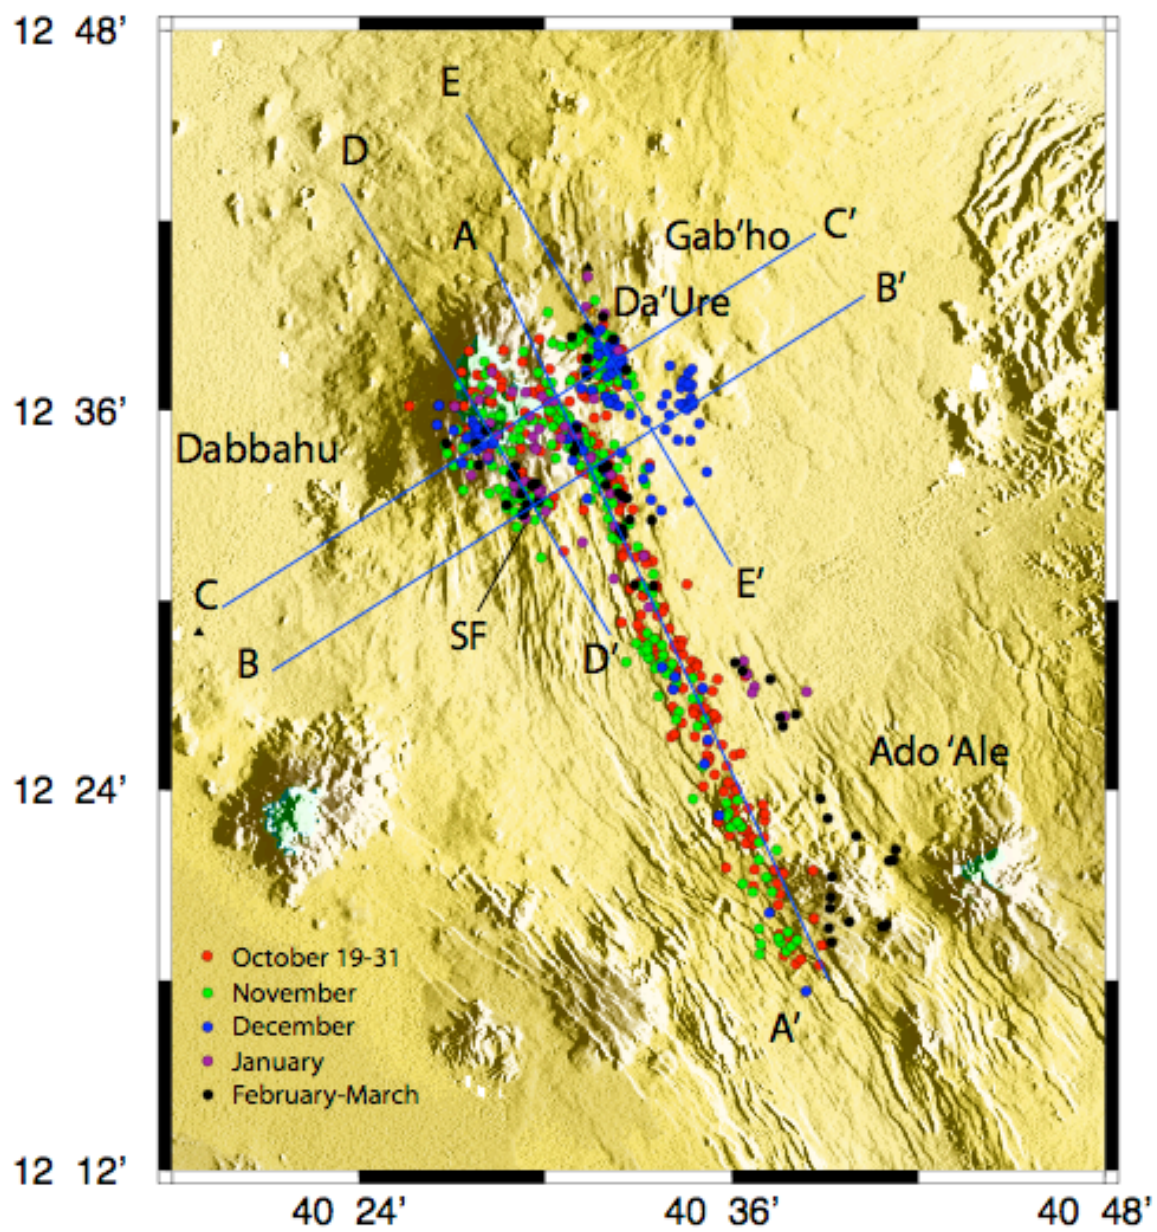 12 48’
E
D
A
Gab’ho
C’
Da’Ure
B’
12 36’
Dabbahu
C
E’
SF
B
D’
Ado ‘Ale
12 24’
October 19-31
November
December
January
February-March
A’
12 12’
40 24’
40 36’
40 48’